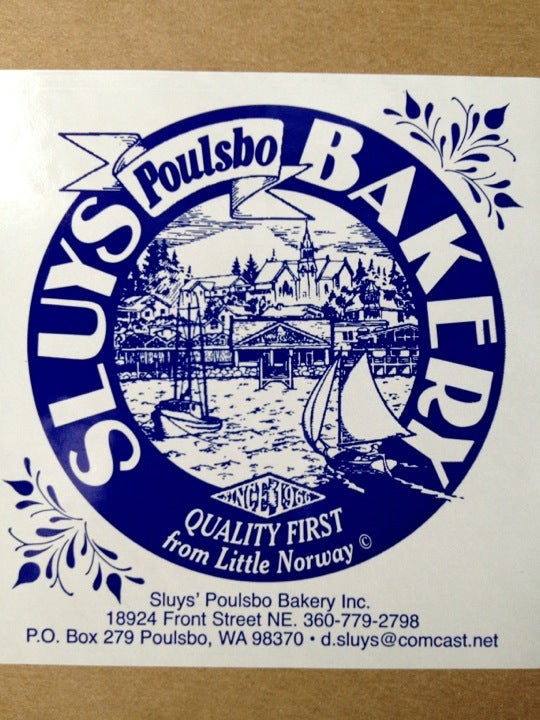 SLUYS Poulsbo BAKERY
SINCE 1966
QUALITY FIRST
from Little Norway ©
Sluys' Poulsbo Bakery Inc.
18924 Front Street NE. 360-779-2798
P.O. Box 279 Poulsbo, WA 98370 • d.sluys@comcast.net